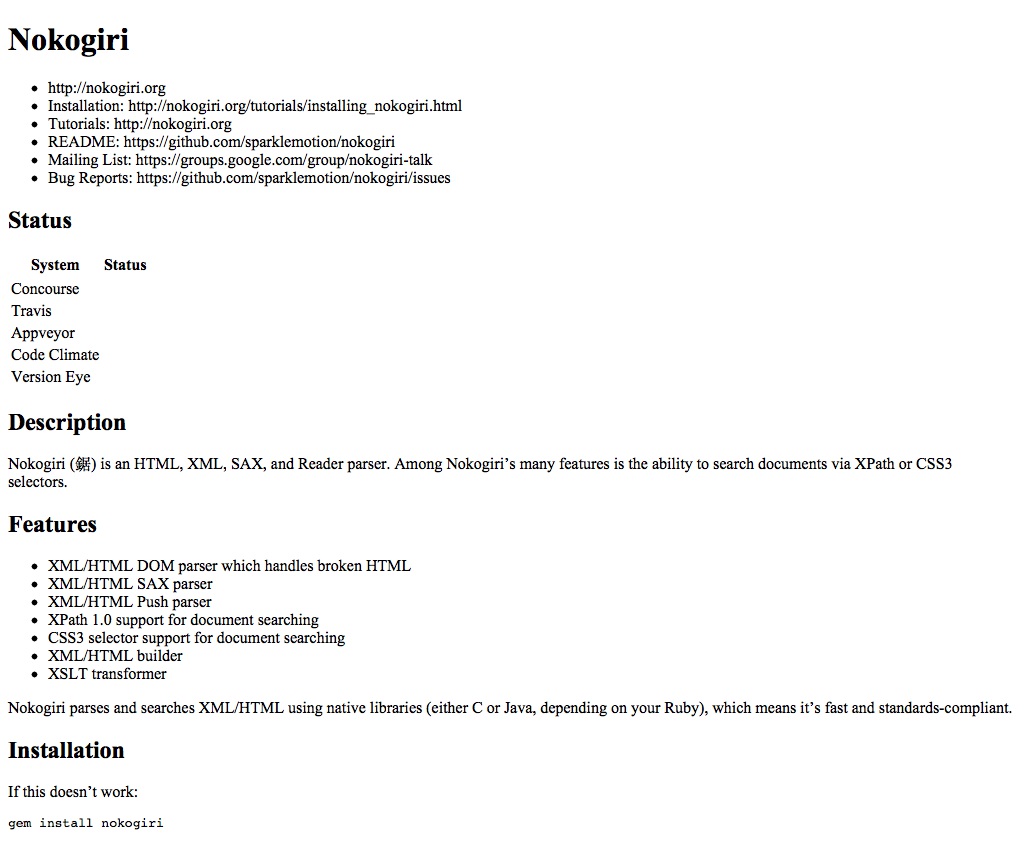 Nokogiri
• http://nokogiri.org
• Installation: http://nokogiri.org/tutorials/installing_nokogiri.html
• Tutorials: http://nokogiri.org
• README: https://github.com/sparklemotion/nokogiri
• Mailing List: https://groups.google.com/group/nokogiri-talk
• Bug Reports: https://github.com/sparklemotion/nokogiri/issues
Status
System Status
Concourse
Travis
Appveyor
Code Climate
Version Eye
Description
Nokogiri (鋸) is an HTML, XML, SAX, and Reader parser. Among Nokogiri’s many features is the ability to search documents via XPath or CSS3
selectors.
Features
• XML/HTML DOM parser which handles broken HTML
• XML/HTML SAX parser
• XML/HTML Push parser
• XPath 1.0 support for document searching
• CSS3 selector support for document searching
• XML/HTML builder
• XSLT transformer
Nokogiri parses and searches XML/HTML using native libraries (either C or Java, depending on your Ruby), which means it’s fast and standards-compliant.
Installation
If this doesn’t work:
gem install nokogiri